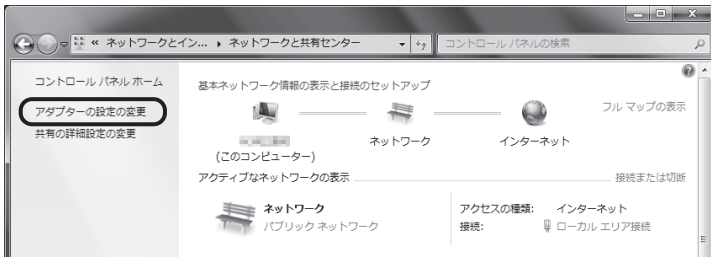 « ネットワークとイン... ▸ ネットワークと共有センター
コントロール パネルの検索
コントロール パネル ホーム
アダプターの設定の変更
共有の詳細設定の変更
基本ネットワーク情報の表示と接続のセットアップ
フル マップの表示
ネットワーク
インターネット
(このコンピューター)
アクティブなネットワークの表示
接続または切断
ネットワーク
パブリック ネットワーク
アクセスの種類: インターネット
接続: ローカル エリア接続